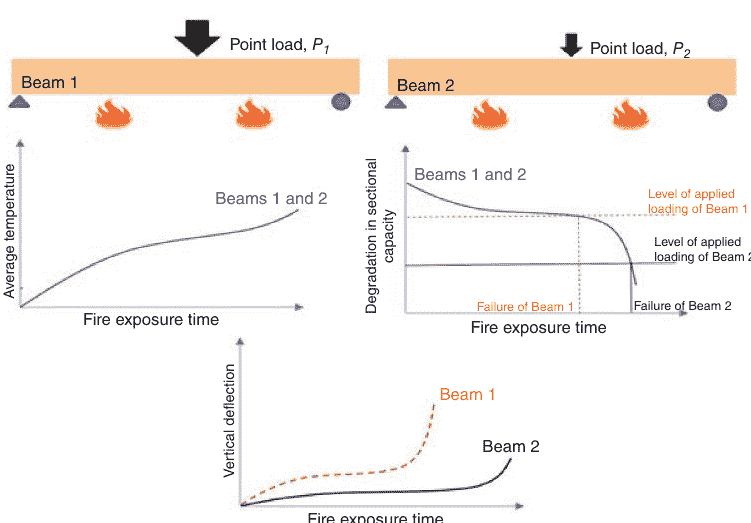 Point load, P1
Beam 1
Point load, P2
Beam 2
Average temperature
Beams 1 and 2
Fire exposure time
Degradation in sectional
capacity
Beams 1 and 2
Level of applied
loading of Beam 1
Level of applied
loading of Beam 2
Failure of Beam 1
Failure of Beam 2
Fire exposure time
Vertical deflection
Beam 1
Beam 2
Fire exposure time